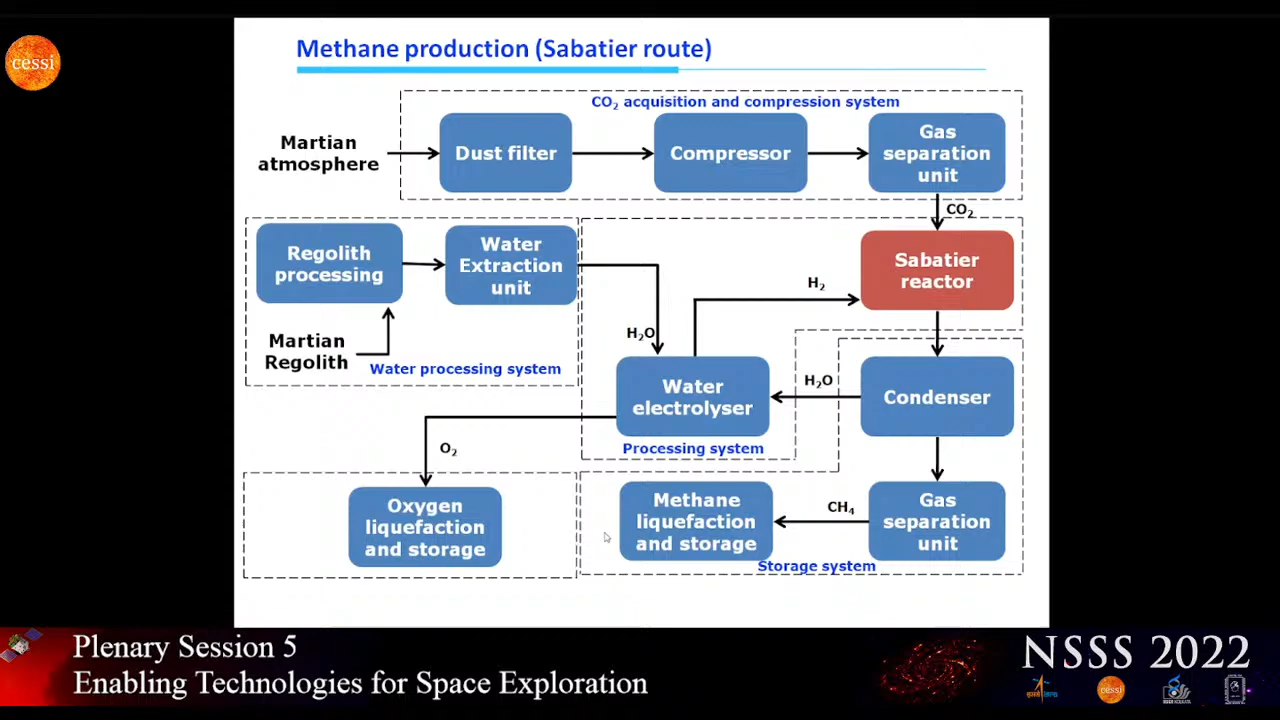 cessi
Methane production (Sabatier route)
CO₂ acquisition and compression system
Martian
atmosphere
Dust filter
Compressor
Gas
separation
unit
CO₂
Regolith
processing
Water
Extraction
unit
Sabatier
reactor
H₂
H₂O
Martian
Regolith
Water processing system
Water
electrolyser
H₂O
Condenser
Processing system
O₂
Oxygen
liquefaction
and storage
Methane
liquefaction
and storage
CH₄
Gas
separation
unit
Storage system
Plenary Session 5
Enabling Technologies for Space Exploration
NSSS 2022
cessi